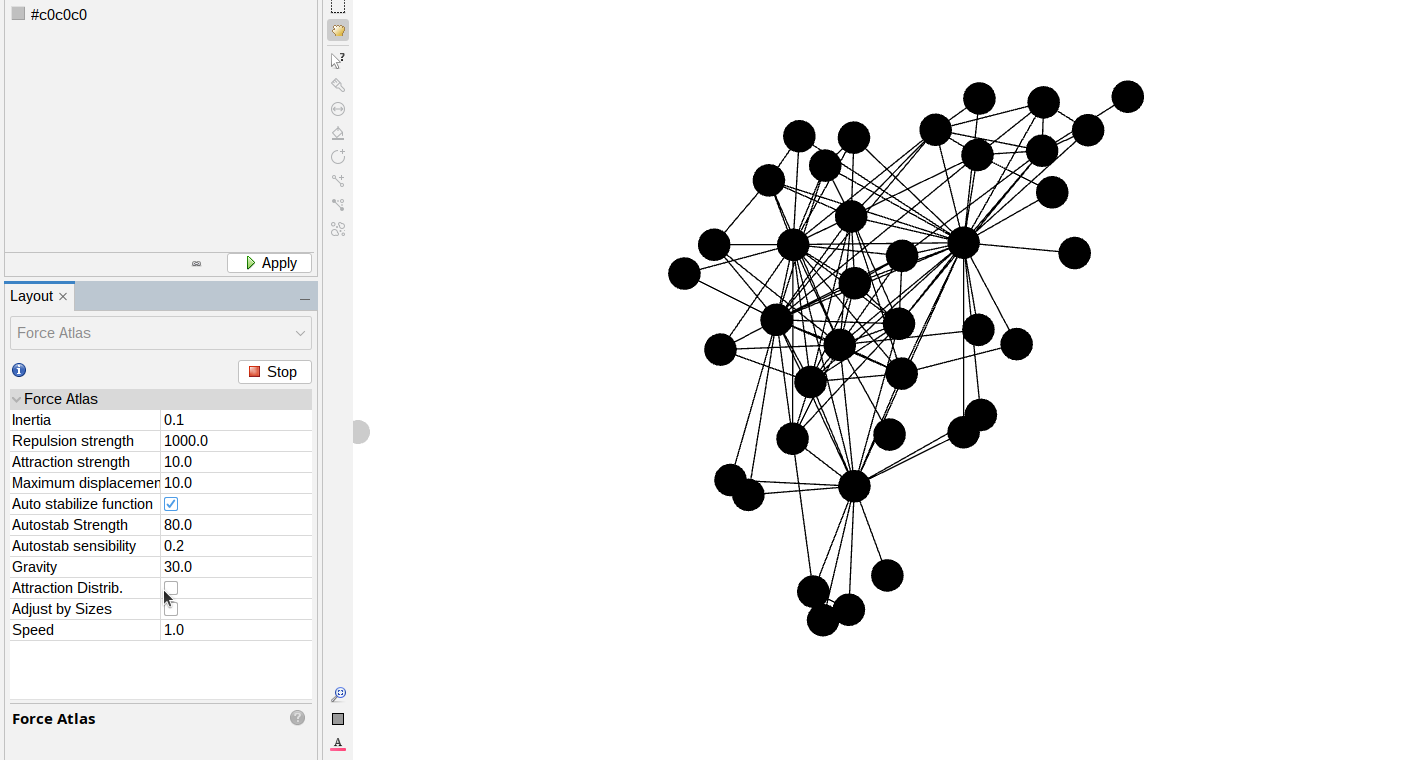 #c0c0c0
Apply
Layout
Force Atlas
Stop
Force Atlas
Inertia 0.1
Repulsion strength 1000.0
Attraction strength 10.0
Maximum displacemen 10.0
Auto stabilize function
Autostab Strength 80.0
Autostab sensibility 0.2
Gravity 30.0
Attraction Distrib.
Adjust by Sizes
Speed 1.0
Force Atlas
?
?
A